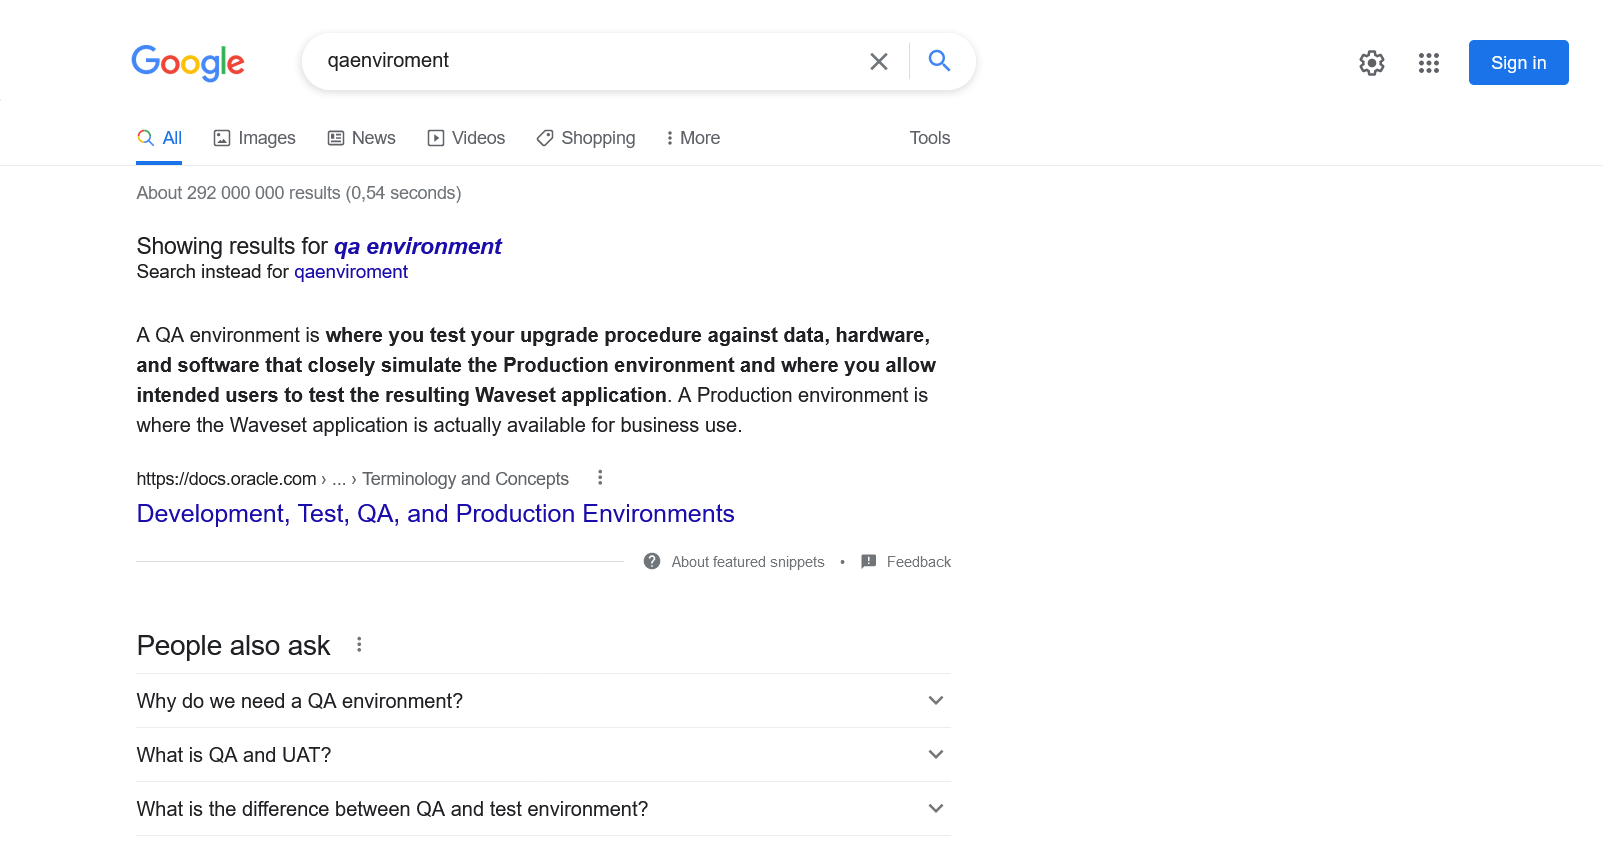 Google
qaenviroment
Sign in
All Images News Videos Shopping More Tools
About 292 000 000 results (0,54 seconds)
Showing results for qa environment
Search instead for qaenviroment
A QA environment is where you test your upgrade procedure against data, hardware,
and software that closely simulate the Production environment and where you allow
intended users to test the resulting Waveset application. A Production environment is
where the Waveset application is actually available for business use.
https://docs.oracle.com › ... › Terminology and Concepts
Development, Test, QA, and Production Environments
About featured snippets • Feedback
People also ask
Why do we need a QA environment?
What is QA and UAT?
What is the difference between QA and test environment?